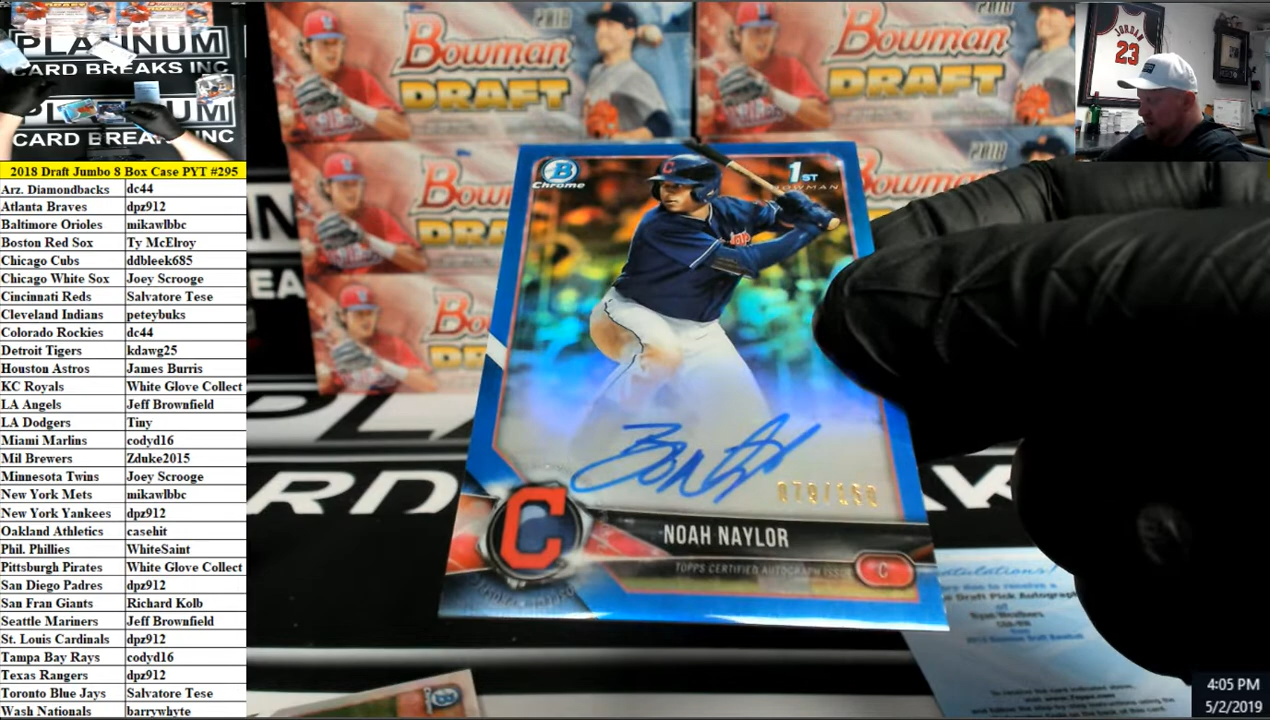 PLATINUM
CARD BREAKS INC
CARD BREAKS INC
2018 Draft Jumbo 8 Box Case PYT #295
Arz. Diamondbacks dc44
Atlanta Braves dpz912
Baltimore Orioles mikawlbbc
Boston Red Sox Ty McElroy
Chicago Cubs ddbleek685
Chicago White Sox Joey Scrooge
Cincinnati Reds Salvatore Tese
Cleveland Indians peteybuks
Colorado Rockies dc44
Detroit Tigers kdawg25
Houston Astros James Burris
KC Royals White Glove Collect
LA Angels Jeff Brownfield
LA Dodgers Tiny
Miami Marlins codyd16
Mil Brewers Zduke2015
Minnesota Twins Joey Scrooge
New York Mets mikawlbbc
New York Yankees dpz912
Oakland Athletics casehit
Phil. Phillies WhiteSaint
Pittsburgh Pirates White Glove Collect
San Diego Padres dpz912
San Fran Giants Richard Kolb
Seattle Mariners Jeff Brownfield
St. Louis Cardinals dpz912
Tampa Bay Rays codyd16
Texas Rangers dpz912
Toronto Blue Jays Salvatore Tese
Wash Nationals barrywhyte
2018
Bowman
DRAFT
2018
Bowman
DRAFT
2018
JORDAN
23
B
Chrome
1ST
BOWMAN
C
NOAH NAYLOR
TOPPS CERTIFIED AUTOGRAPH ISSUE
C
4:05 PM
5/2/2019